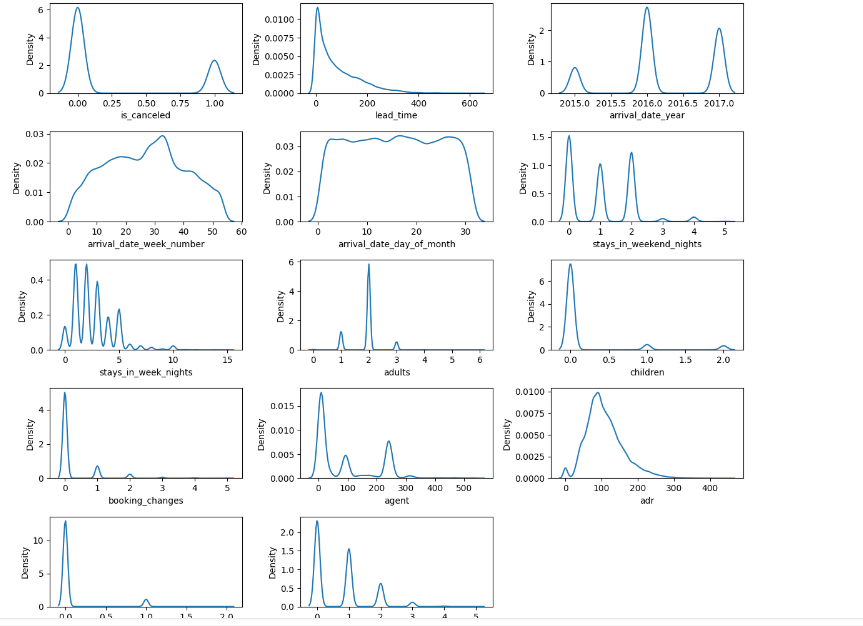 6
4
2
0
Density
0.00 0.25 0.50 0.75 1.00
is_canceled
0.0100
0.0075
0.0050
0.0025
0.0000
Density
0 200 400 600
lead_time
2
1
0
Density
2015.0 2015.5 2016.0 2016.5 2017.0
arrival_date_year
0.03
0.02
0.01
0.00
Density
0 10 20 30 40 50 60
arrival_date_week_number
0.03
0.02
0.01
0.00
Density
0 10 20 30
arrival_date_day_of_month
1.5
1.0
0.5
0.0
Density
0 1 2 3 4 5
stays_in_weekend_nights
0.4
0.2
0.0
Density
0 5 10 15
stays_in_week_nights
6
4
2
0
Density
0 1 2 3 4 5 6
adults
6
4
2
0
Density
0.0 0.5 1.0 1.5 2.0
children
4
2
0
Density
0 1 2 3 4 5
booking_changes
0.015
0.010
0.005
0.000
Density
0 100 200 300 400 500
agent
0.0100
0.0075
0.0050
0.0025
0.0000
Density
0 100 200 300 400
adr
10
5
0
Density
0.0 0.5 1.0 1.5 2.0
2.0
1.5
1.0
0.5
0.0
Density
0 1 2 3 4 5